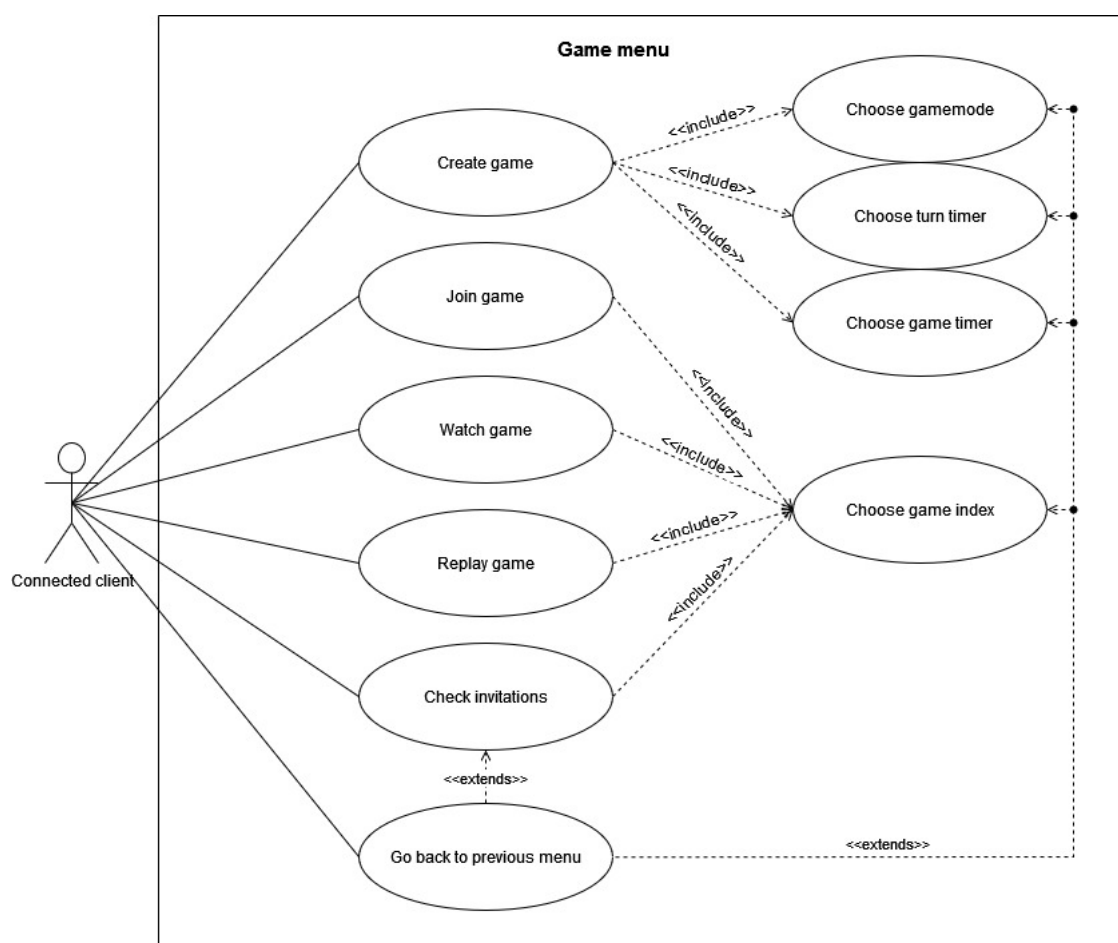 Game menu
Choose gamemode
<<include>>
Create game
<<include>>
Choose turn timer
<<include>>
Join game
Choose game timer
<<include>>
Watch game
<<include>>
Choose game index
<<include>>
Replay game
<<include>>
Connected client
Check invitations
<<extends>>
Go back to previous menu
<<extends>>